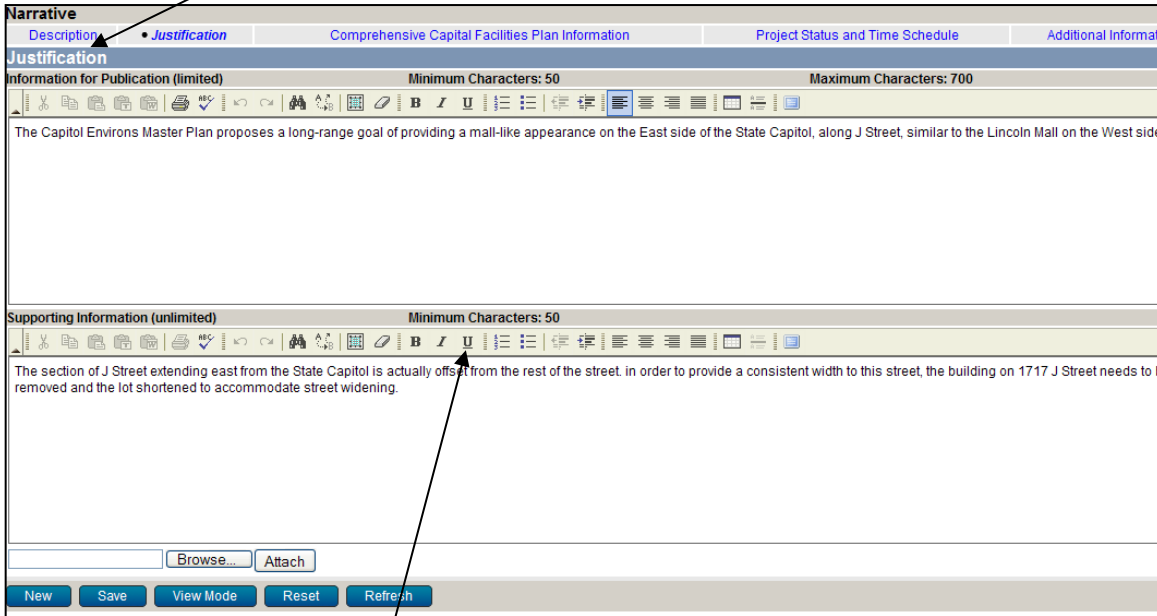 Narrative
Description • Justification Comprehensive Capital Facilities Plan Information Project Status and Time Schedule Additional
Justification
Information for Publication (limited) Minimum Characters: 50 Maximum Characters: 700
The Capitol Environs Master Plan proposes a long-range goal of providing a mall-like appearance on the East side of the State Capitol, along J Street, similar to the Lincoln Mall on the West side
Supporting Information (unlimited) Minimum Characters: 50
The section of J Street extending east from the State Capitol is actually offset from the rest of the street. in order to provide a consistent width to this street, the building on 1717 J Street needs to
removed and the lot shortened to accommodate street widening.
Browse... Attach
New Save View Mode Reset Refresh